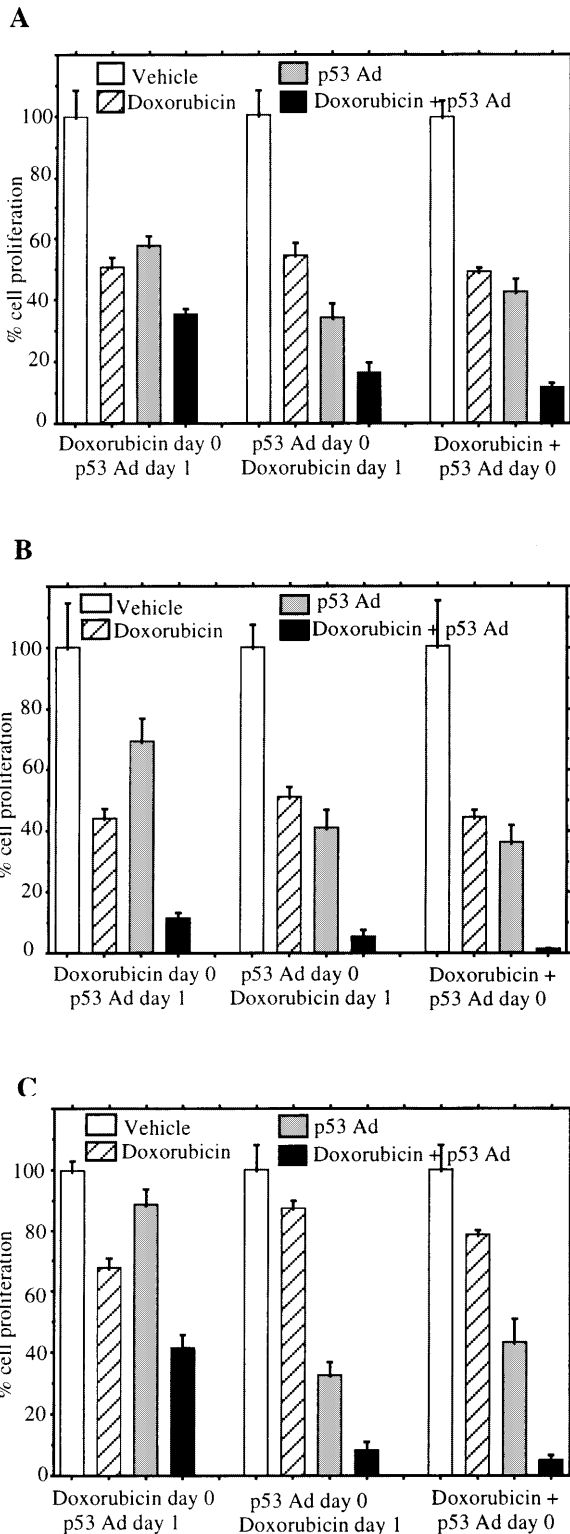 A
Vehicle
p53 Ad
Doxorubicin
Doxorubicin + p53 Ad
100
80
60
40
20
0
% cell proliferation
Doxorubicin day 0
p53 Ad day 1
p53 Ad day 0
Doxorubicin day 1
Doxorubicin +
p53 Ad day 0
B
Vehicle
p53 Ad
Doxorubicin
Doxorubicin + p53 Ad
100
80
60
40
20
0
% cell proliferation
Doxorubicin day 0
p53 Ad day 1
p53 Ad day 0
Doxorubicin day 1
Doxorubicin +
p53 Ad day 0
C
Vehicle
p53 Ad
Doxorubicin
Doxorubicin + p53 Ad
100
80
60
40
20
0
% cell proliferation
Doxorubicin day 0
p53 Ad day 1
p53 Ad day 0
Doxorubicin day 1
Doxorubicin +
p53 Ad day 0